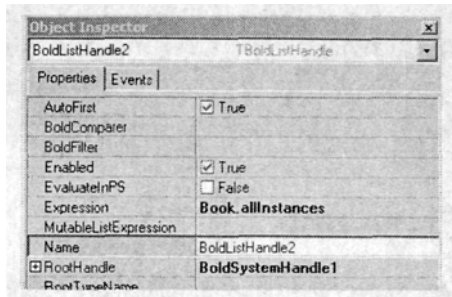 Object Inspector
BoldListHandle2 TBoldListHandle
Properties Events
AutoFirst True
BoldComparer
BoldFilter
Enabled True
EvaluateInPS False
Expression Book.allInstances
MutableListExpression
Name BoldListHandle2
RootHandle BoldSystemHandle1
RootTypeName